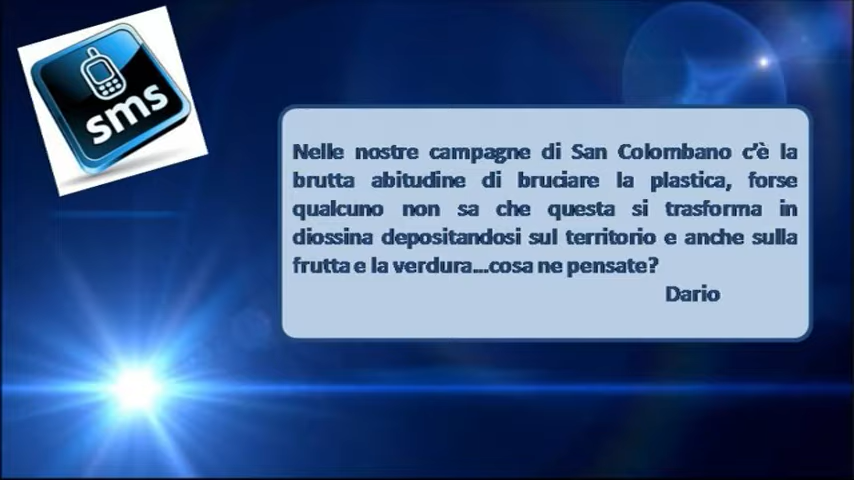 sms
Nelle nostre campagne di San Colombano c'è la
brutta abitudine di bruciare la plastica, forse
qualcuno non sa che questa si trasforma in
diossina depositandosi sul territorio e anche sulla
frutta e la verdura...cosa ne pensate?
Dario